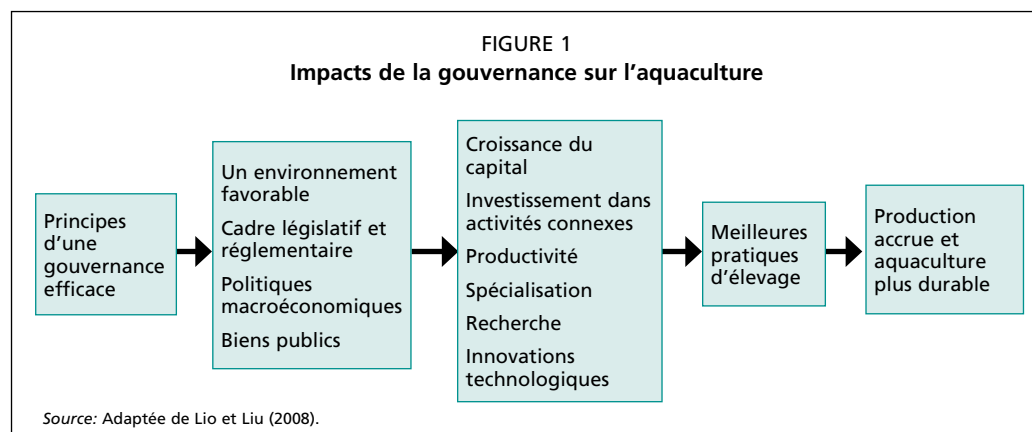 FIGURE 1
Impacts de la gouvernance sur l'aquaculture
Principes
d'une
gouvernance
efficace
Un environnement
favorable
Cadre législatif et
réglementaire
Politiques
macroéconomiques
Biens publics
Croissance du
capital
Investissement dans
activités connexes
Productivité
Spécialisation
Recherche
Innovations
technologiques
Meilleures
pratiques
d'élevage
Production
accrue et
aquaculture
plus durable
Source: Adaptée de Lio et Liu (2008).